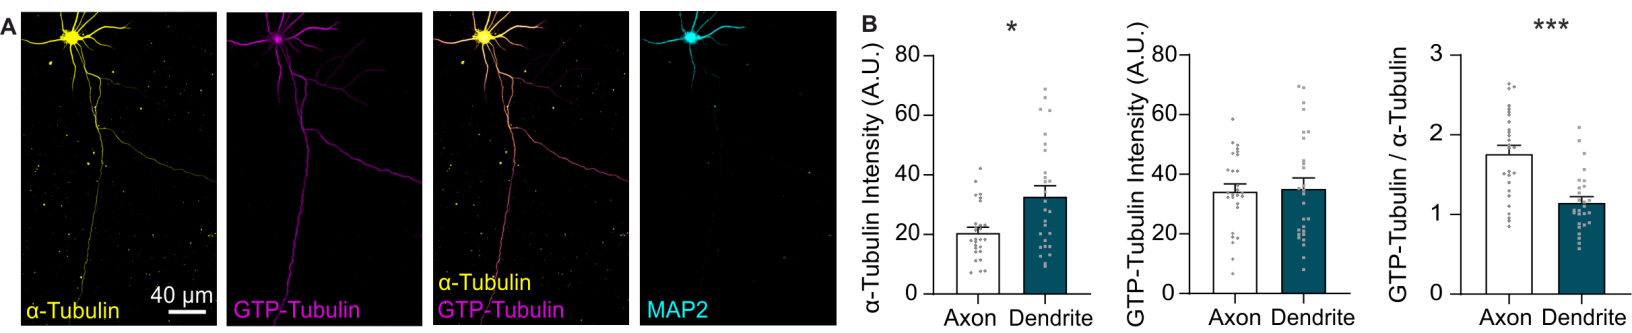 A
α-Tubulin
40 µm
GTP-Tubulin
α-Tubulin
GTP-Tubulin
MAP2
B
α-Tubulin Intensity (A.U.)
80
60
40
20
0
*
Axon Dendrite
GTP-Tubulin Intensity (A.U.)
80
60
40
20
0
Axon Dendrite
GTP-Tubulin / α-Tubulin
3
2
1
0
***
Axon Dendrite